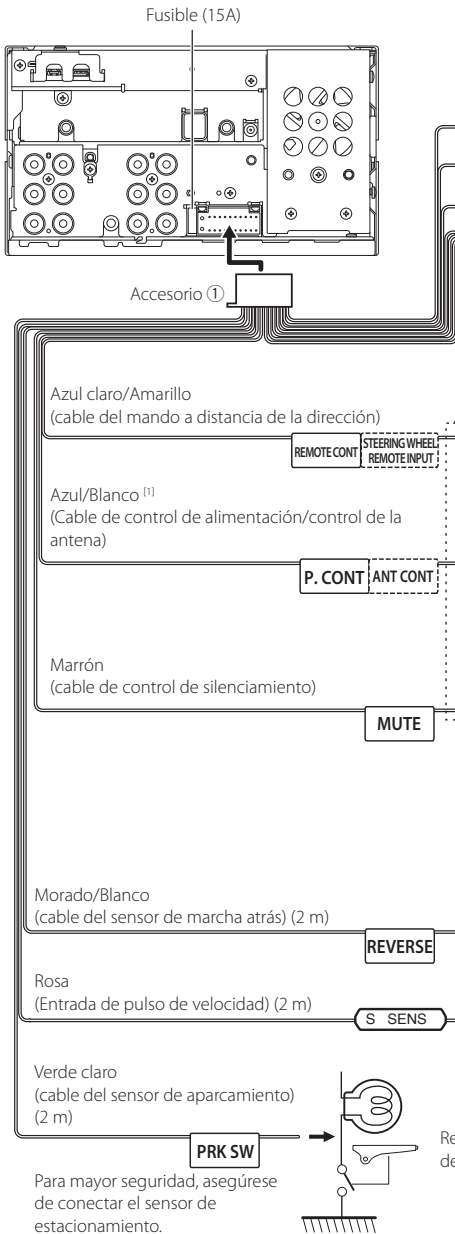 Fusible (15A)
Accesorio ①
Azul claro/Amarillo
(cable del mando a distancia de la dirección)
REMOTE CONT
STEERING WHEEL
REMOTE INPUT
Azul/Blanco [1]
(Cable de control de alimentación/control de la
antena)
P. CONT
ANT CONT
Marrón
(cable de control de silenciamiento)
MUTE
Morado/Blanco
(cable del sensor de marcha atrás) (2 m)
REVERSE
Rosa
(Entrada de pulso de velocidad) (2 m)
S SENS
Verde claro
(cable del sensor de aparcamiento)
(2 m)
PRK SW
Para mayor seguridad, asegúrese
de conectar el sensor de
estacionamiento.
Re
de